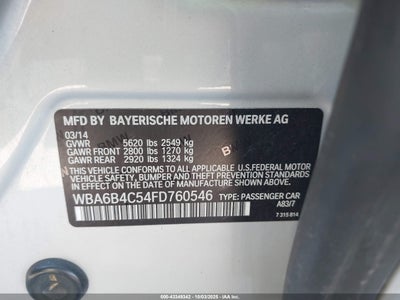 MFD BY BAYERISCHE MOTOREN WERKE AG
03/14
GVWR 5620 lbs 2549 kg
GAWR FRONT 2800 lbs 1270 kg
GAWR REAR 2920 lbs 1324 kg
THIS VEHICLE CONFORMS TO ALL APPLICABLE U.S.FEDERAL MOTOR
VEHICLE SAFETY, BUMPER, AND THEFT PREVENTION STANDARDS
IN EFFECT ON THE DATE OF MANUFACTURE SHOWN ABOVE.
WBA6B4C54FD760546 TYPE: PASSENGER CAR
A83/7
7 315 814
000-43349342 - 10/03/2025 - IAA Inc.